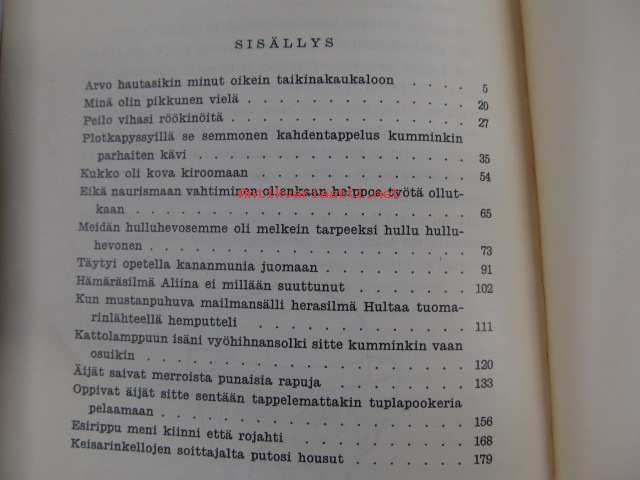 SISÄLLYS
Arvo hautasikin minut oikein taikinakaukaloon . . . . 5
Minä olin pikkunen vielä . . . . . . . . . . . . 20
Peilo vihasi röökinöitä . . . . . . . . . . . . . 27
Plotkapyssyillä se semmonen kahdentappelus kumminkin
parhaiten kävi . . . . . . . . . . . . . . . 35
Kukko oli kova kiroomaan . . . . . . . . . . . . 54
Eikä naurismaan vahtiminen ollenkaan helppoa työtä ollut-
kaan . . . . . . . . . . . . . . . . . . . 65
Meidän hulluhevosemme oli melkein tarpeeksi hullu hullu-
hevonen . . . . . . . . . . . . . . . . . . 73
Täytyi opetella kananmunia juomaan . . . . . . . . 91
Hämäräsilmä Aliina ei millään suuttunut . . . . . . 102
Kun mustanpuhuva mailmansälli herasilmä Hultaa tuoma-
rinlähteellä hemputteli . . . . . . . . . . . . 111
Kattolamppuun isäni vyöhihnansolki sitte kumminkin vaan
osuikin . . . . . . . . . . . . . . . . . . 120
Äijät saivat merroista punaisia rapuja . . . . . . . 133
Oppivat äijät sitte sentään tappelemattakin tuplapookeria
pelaamaan . . . . . . . . . . . . . . . . . 156
Esirippu meni kiinni että rojahti . . . . . . . . . 168
Keisarinkellojen soittajalta putosi housut . . . . . . 179